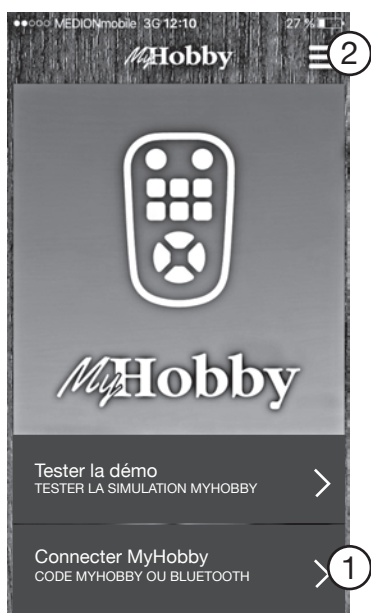 MEDIONmobile 3G 12:10 27 %
MyHobby
2
MyHobby
Tester la démo
TESTER LA SIMULATION MYHOBBY
Connecter MyHobby
CODE MYHOBBY OU BLUETOOTH
1